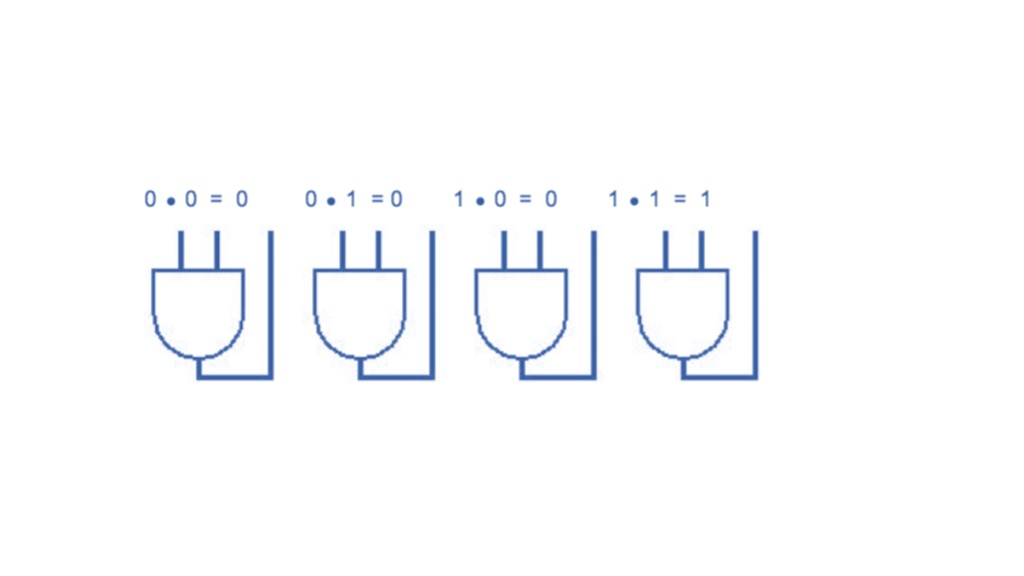 0 • 0 = 0 0 • 1 = 0 1 • 0 = 0 1 • 1 = 1